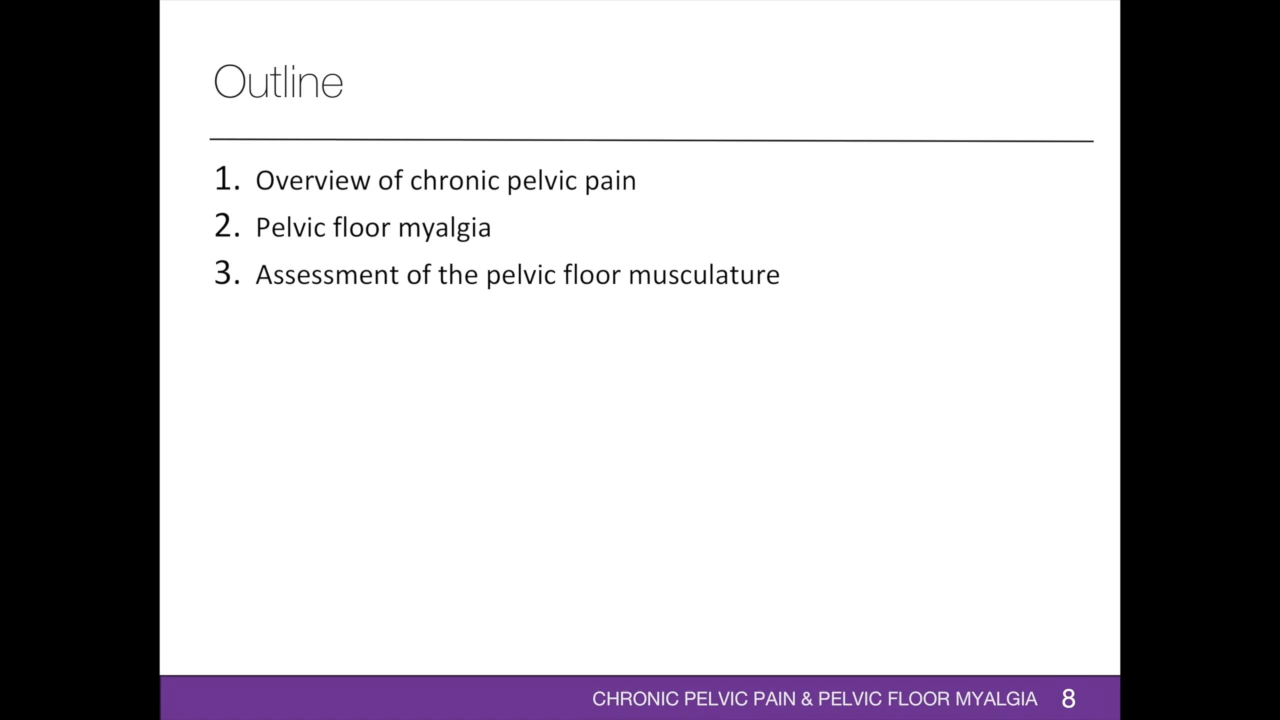 Outline
1. Overview of chronic pelvic pain
2. Pelvic floor myalgia
3. Assessment of the pelvic floor musculature
CHRONIC PELVIC PAIN & PELVIC FLOOR MYALGIA 8